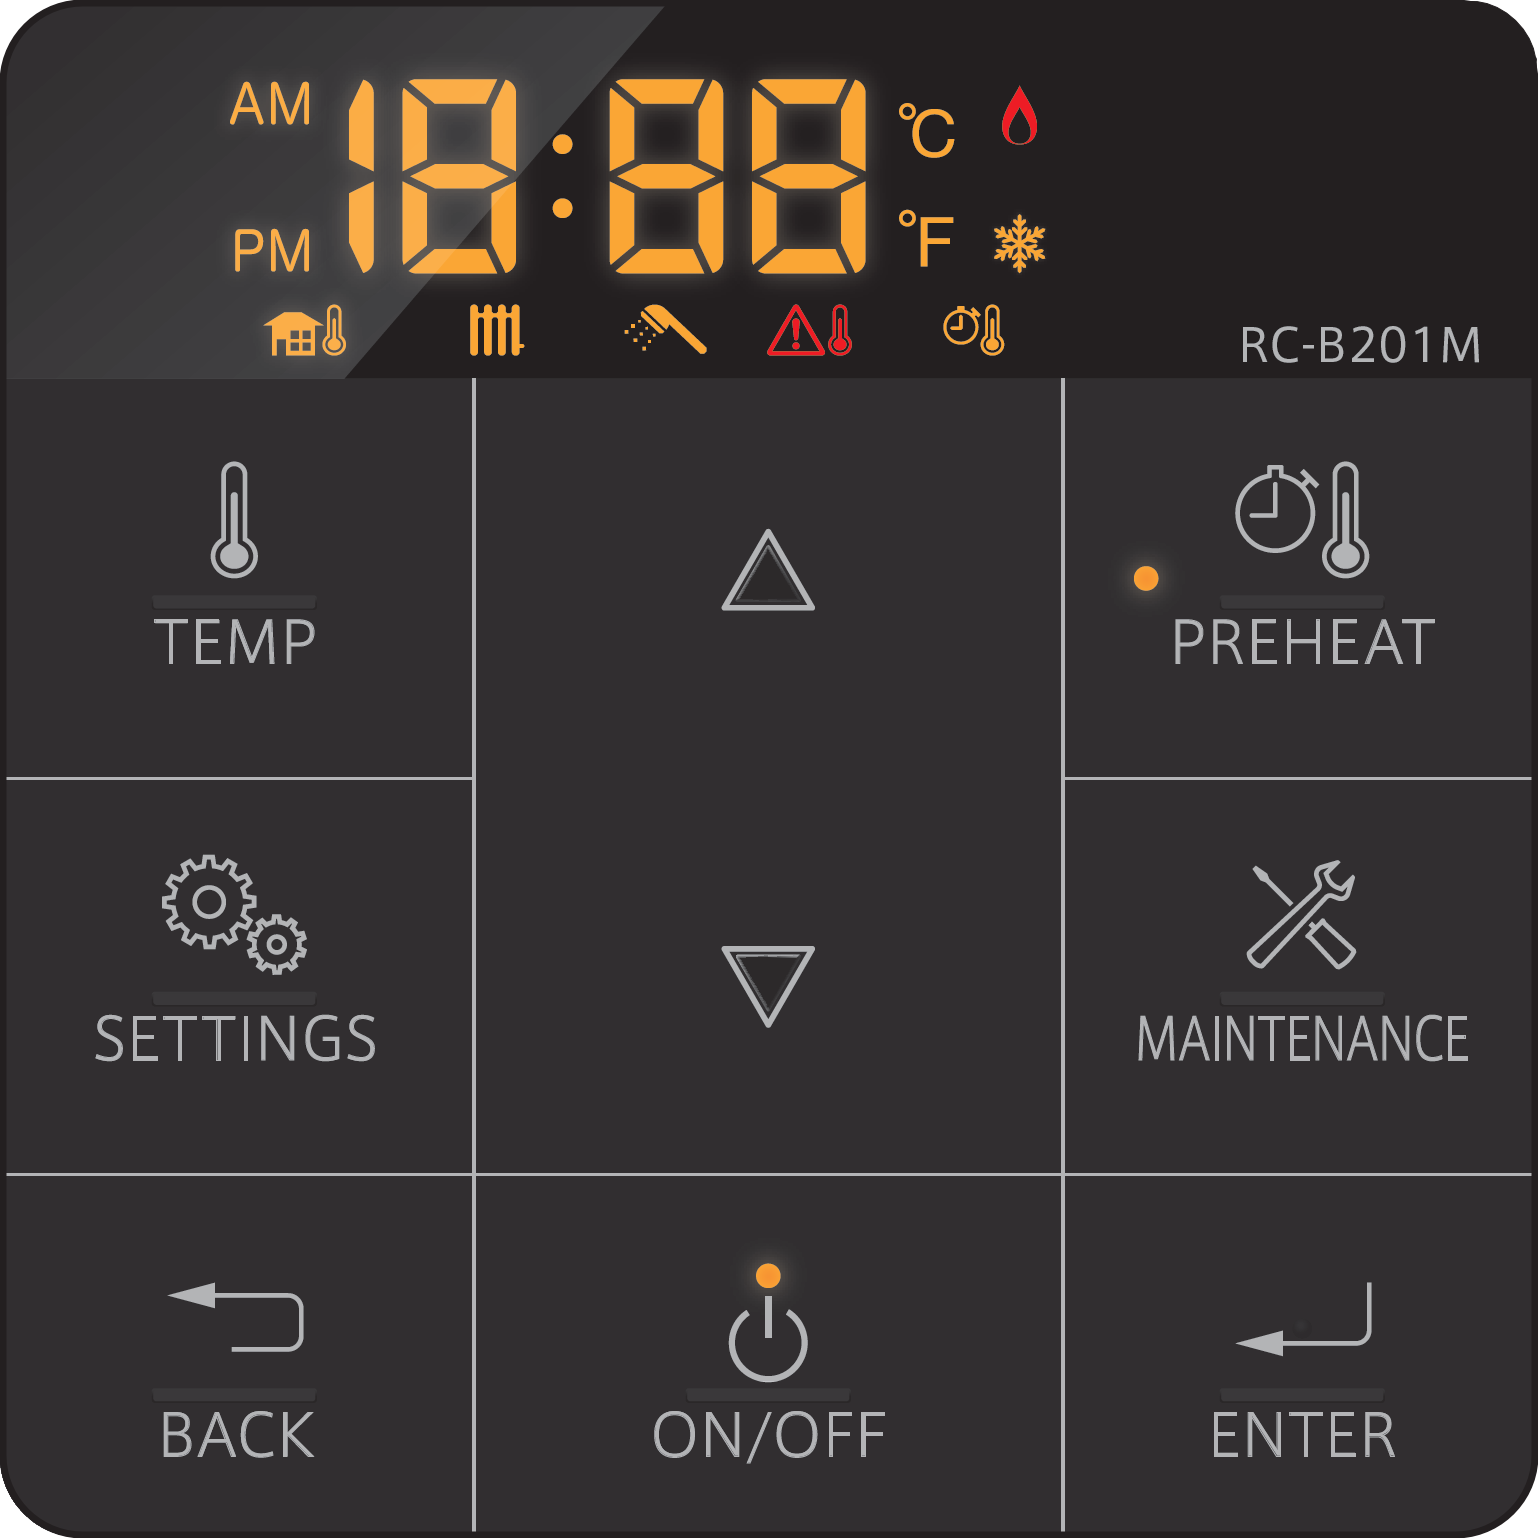 AM
18:88
°C
PM
°F
RC-B201M
TEMP
PREHEAT
SETTINGS
MAINTENANCE
BACK
ON/OFF
ENTER